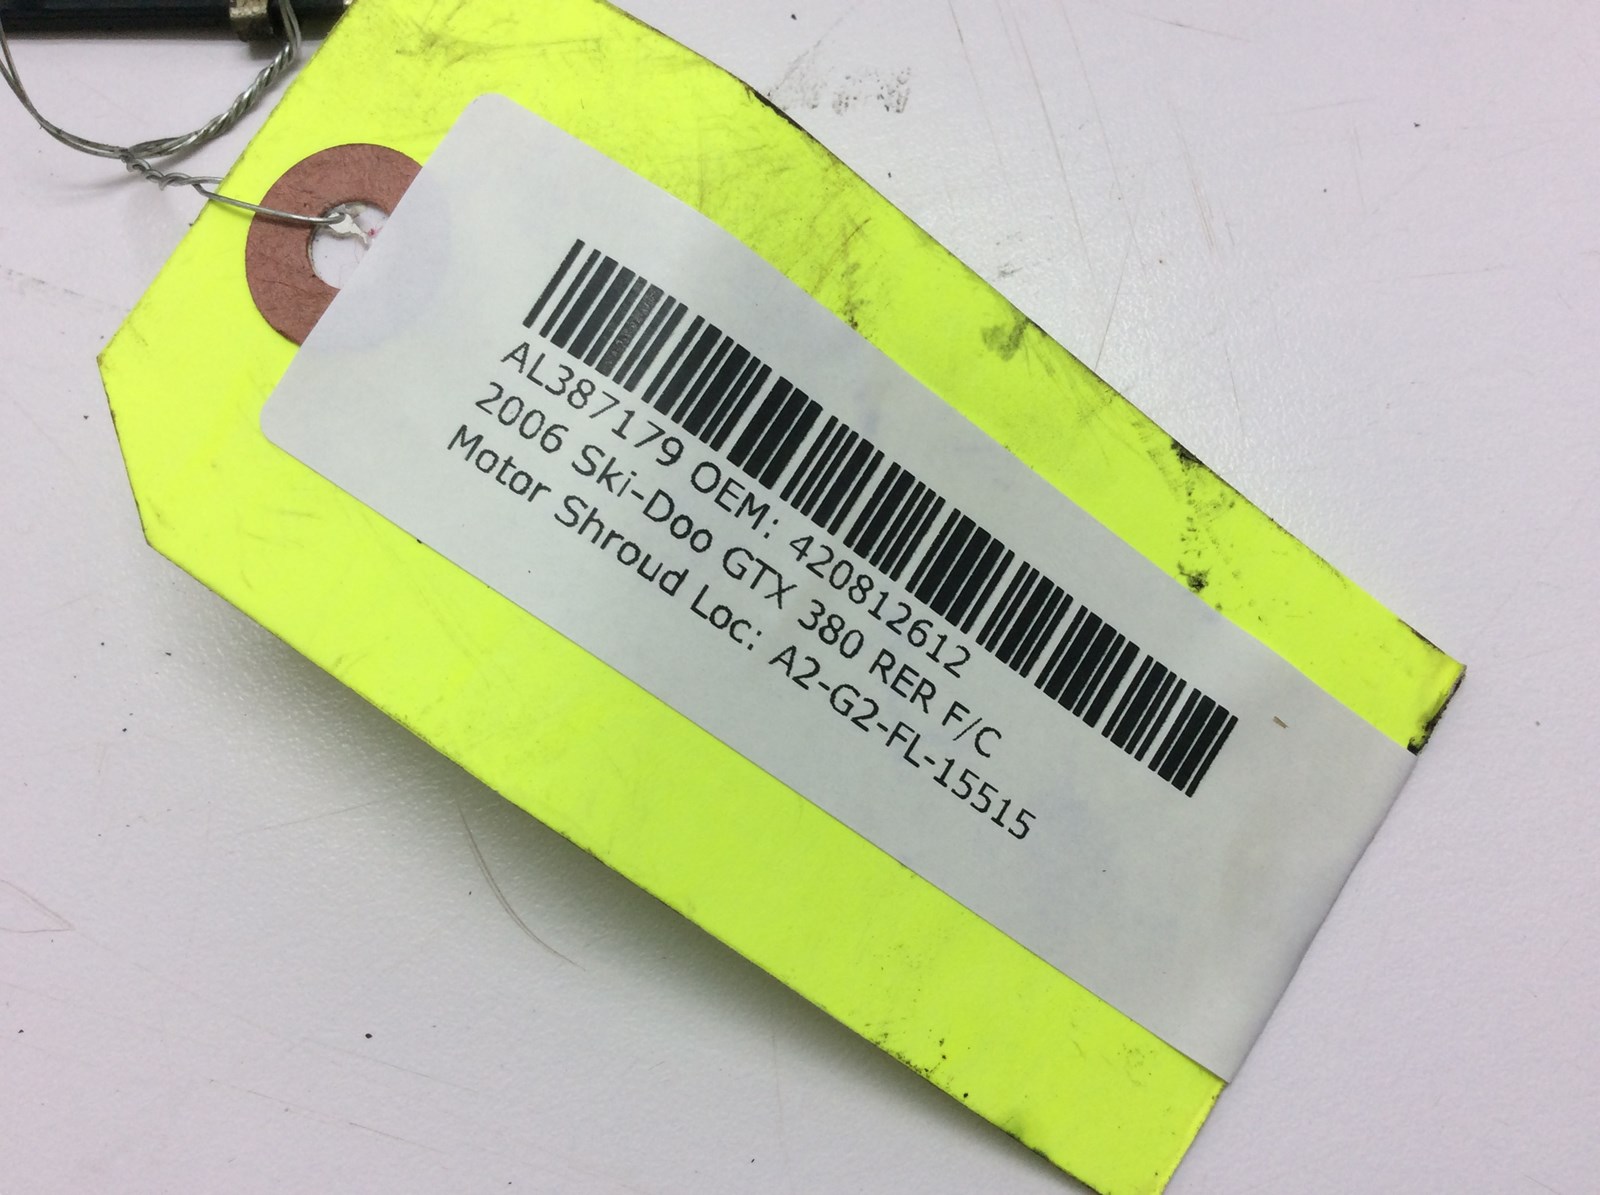 AL387179 OEM: 420812612
2006 Ski-Doo GTX 380 RER F/C
Motor Shroud Loc: A2-G2-FL-15515